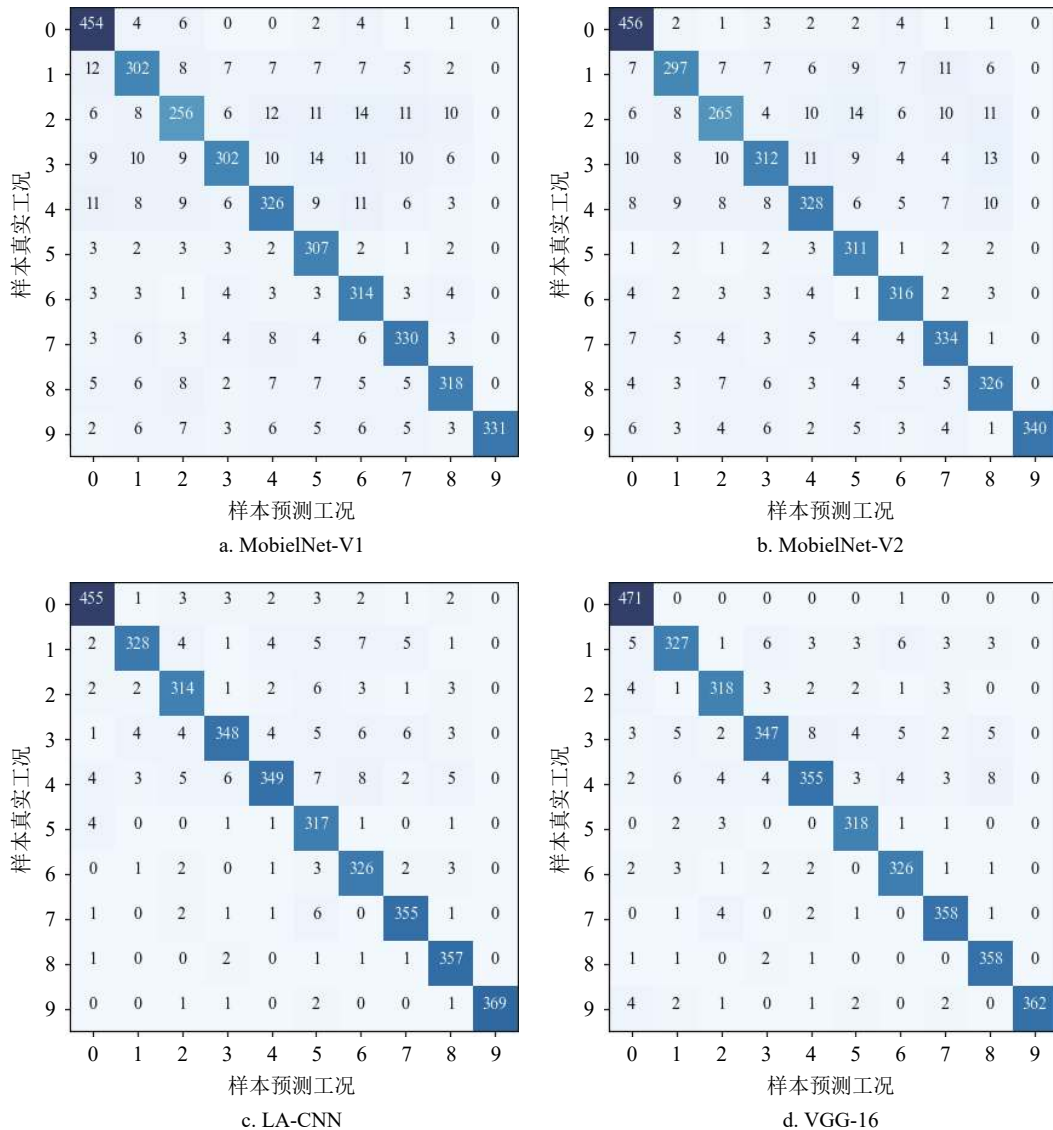 0 454 4 6 0 0 2 4 1 1 0
1 12 302 8 7 7 7 7 5 2 0
2 6 8 256 6 12 11 14 11 10 0
3 9 10 9 302 10 14 11 10 6 0
4 11 8 9 6 326 9 11 6 3 0
5 3 2 3 3 2 307 2 1 2 0
6 3 3 1 4 3 3 314 3 4 0
7 3 6 3 4 8 4 6 330 3 0
8 5 6 8 2 7 7 5 5 318 0
9 2 6 7 3 6 5 6 5 3 331
0 1 2 3 4 5 6 7 8 9
样本真实工况
样本预测工况
a. MobielNet-V1
0 456 2 1 3 2 2 4 1 1 0
1 7 297 7 7 6 9 7 11 6 0
2 6 8 265 4 10 14 6 10 11 0
3 10 8 10 312 11 9 4 4 13 0
4 8 9 8 8 328 6 5 7 10 0
5 1 2 1 2 3 311 1 2 2 0
6 4 2 3 3 4 1 316 2 3 0
7 7 5 4 3 5 4 4 334 1 0
8 4 3 7 6 3 4 5 5 326 0
9 6 3 4 6 2 5 3 4 1 340
0 1 2 3 4 5 6 7 8 9
样本真实工况
样本预测工况
b. MobielNet-V2
0 455 1 3 3 2 3 2 1 2 0
1 2 328 4 1 4 5 7 5 1 0
2 2 2 314 1 2 6 3 1 3 0
3 1 4 4 348 4 5 6 6 3 0
4 4 3 5 6 349 7 8 2 5 0
5 4 0 0 1 1 317 1 0 1 0
6 0 1 2 0 1 3 326 2 3 0
7 1 0 2 1 1 6 0 355 1 0
8 1 0 0 2 0 1 1 1 357 0
9 0 0 1 1 0 2 0 0 1 369
0 1 2 3 4 5 6 7 8 9
样本真实工况
样本预测工况
c. LA-CNN
0 471 0 0 0 0 0 1 0 0 0
1 5 327 1 6 3 3 6 3 3 0
2 4 1 318 3 2 2 1 3 0 0
3 3 5 2 347 8 4 5 2 5 0
4 2 6 4 4 355 3 4 3 8 0
5 0 2 3 0 0 318 1 1 0 0
6 2 3 1 2 2 0 326 1 1 0
7 0 1 4 0 2 1 0 358 1 0
8 1 1 0 2 1 0 0 0 358 0
9 4 2 1 0 1 2 0 2 0 362
0 1 2 3 4 5 6 7 8 9
样本真实工况
样本预测工况
d. VGG-16